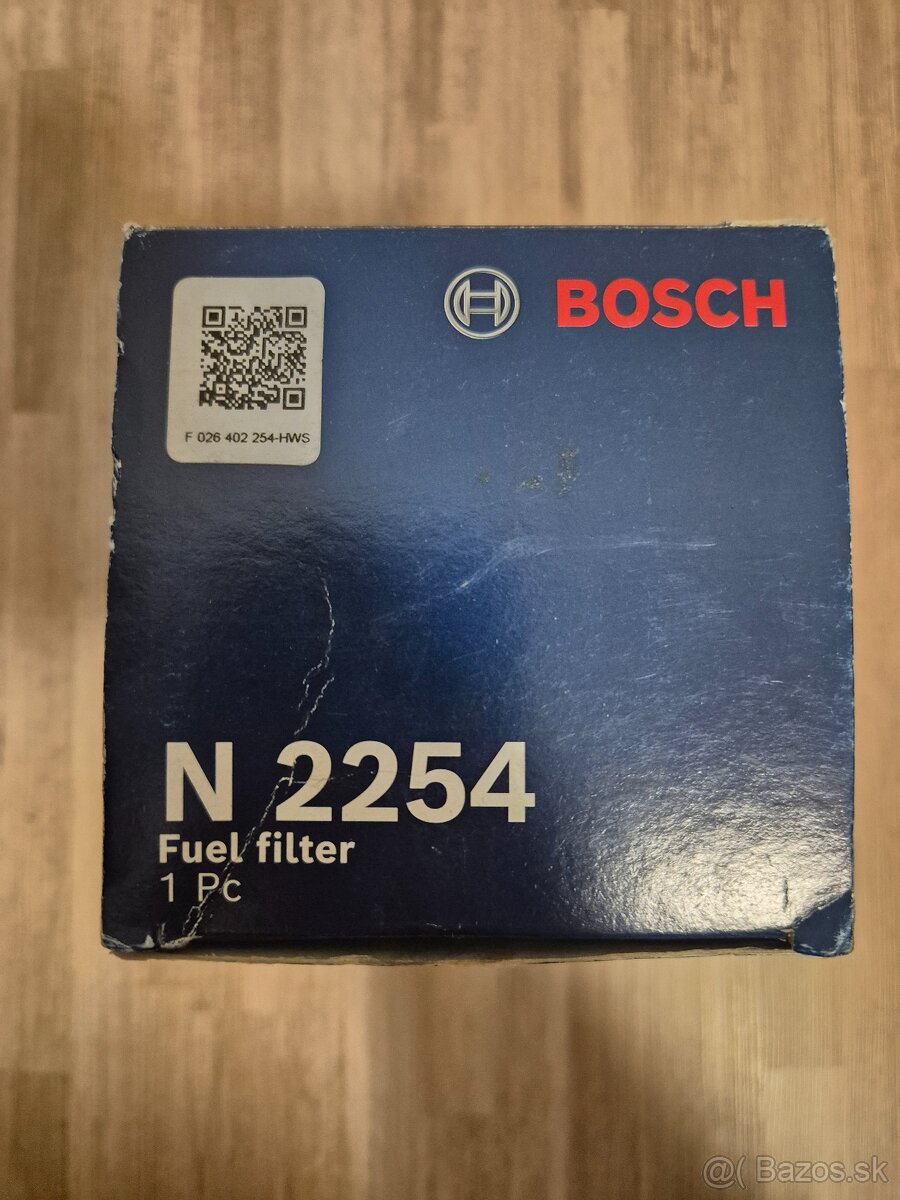 BOSCH
F 026 402 254-HWS
N 2254
Fuel filter
1 Pc
@( Bazos.sk